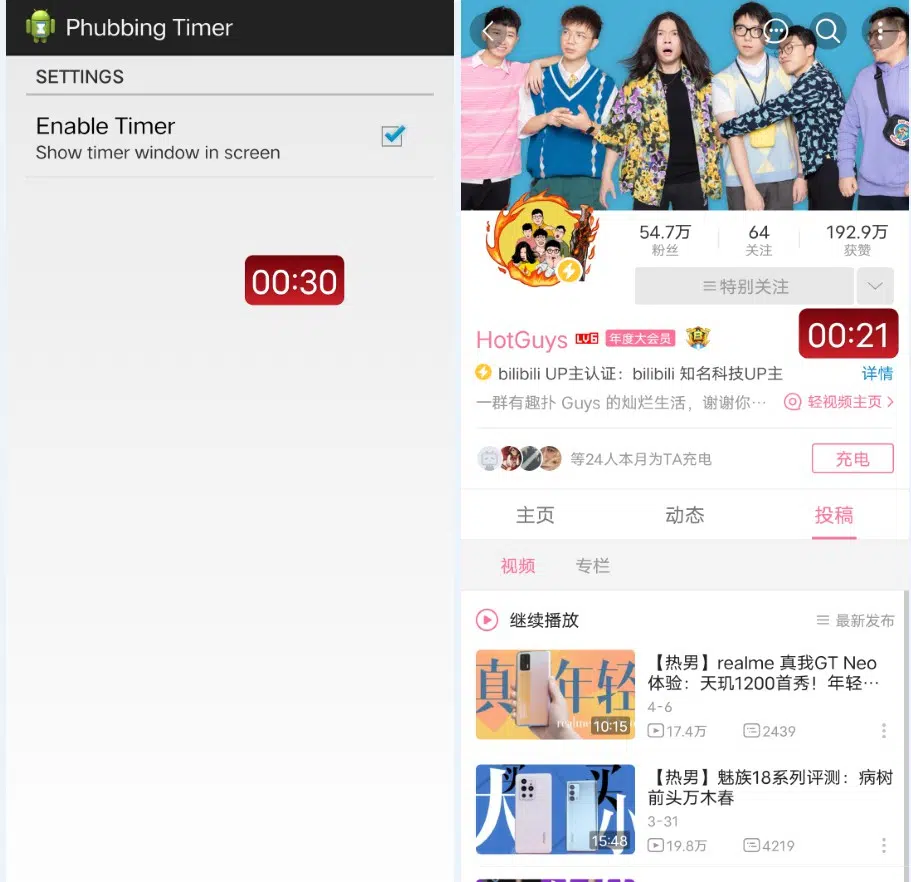 Phubbing Timer
SETTINGS
Enable Timer
Show timer window in screen
00:30
54.7万
64
192.9万
粉丝
关注
获赞
特别关注
00:21
HotGuys LV6 年度大会员
bilibili UP主认证：bilibili 知名科技UP主
详情
一群有趣扑 Guys 的灿烂生活，谢谢你…
轻视频主页
等24人本月为TA充电
充电
主页
动态
投稿
视频
专栏
继续播放
最新发布
真 年轻
realme
10:15
【热男】realme 真我GT Neo
体验：天玑1200首秀！年轻…
4-6
17.4万
2439
大 买 小
15:48
【热男】魅族18系列评测：病树
前头万木春
3-31
19.8万
4219